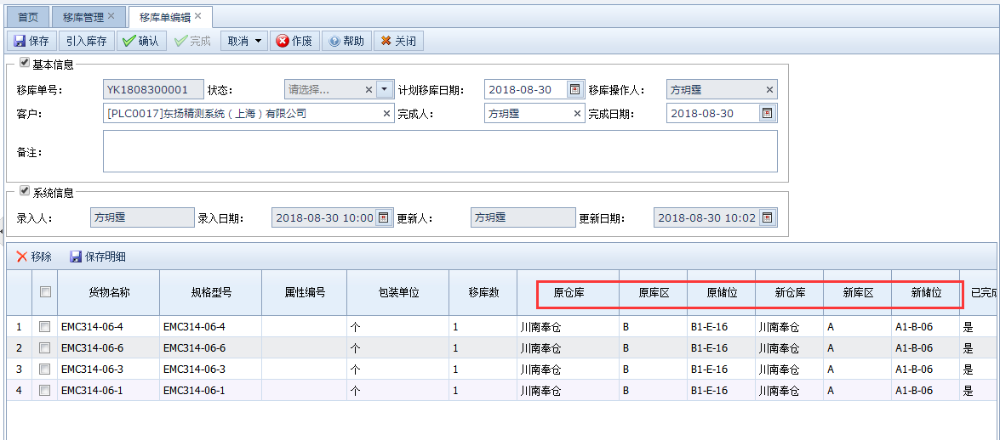 首页 移库管理 移库单编辑
保存 引入库存 确认 完成 取消 作废 帮助 关闭
基本信息
移库单号： YK1808300001 状态： 请选择... 计划移库日期： 2018-08-30 移库操作人： 方玥霆
客户： [PLC0017]东扬精测系统（上海）有限公司 完成人： 方玥霆 完成日期： 2018-08-30
备注：
系统信息
录入人： 方玥霆 录入日期： 2018-08-30 10:00 更新人： 方玥霆 更新日期： 2018-08-30 10:02
移除 保存明细
货物名称 规格型号 属性编号 包装单位 移库数 原仓库 原库区 原储位 新仓库 新库区 新储位 已完成
1 EMC314-06-4 EMC314-06-4 个 1 川南奉仓 B B1-E-16 川南奉仓 A A1-B-06 是
2 EMC314-06-6 EMC314-06-6 个 1 川南奉仓 B B1-E-16 川南奉仓 A A1-B-06 是
3 EMC314-06-3 EMC314-06-3 个 1 川南奉仓 B B1-E-16 川南奉仓 A A1-B-06 是
4 EMC314-06-1 EMC314-06-1 个 1 川南奉仓 B B1-E-16 川南奉仓 A A1-B-06 是